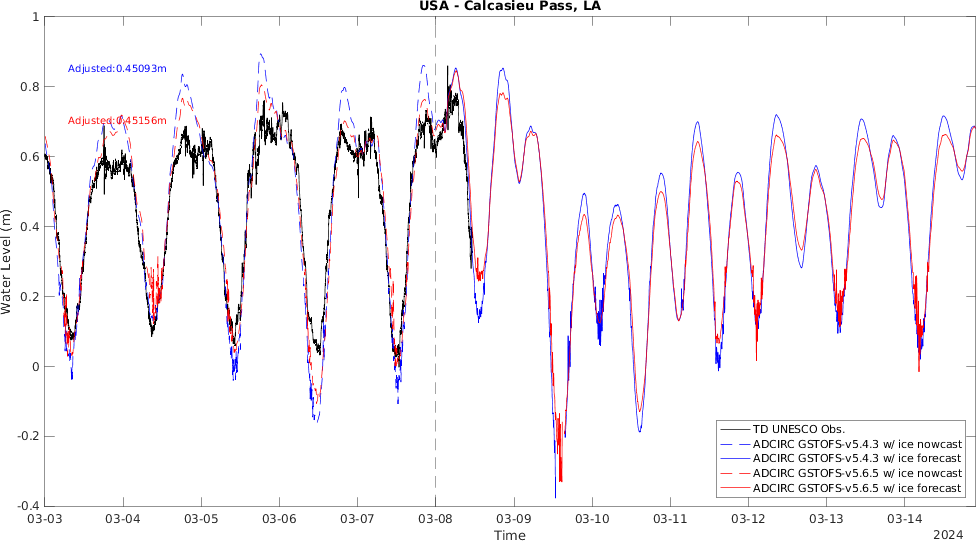 USA - Calcasieu Pass, LA
1
0.8
0.6
0.4
0.2
0
-0.2
-0.4
Water Level (m)
Adjusted:0.45093m
Adjusted:0.45156m
TD UNESCO Obs.
ADCIRC GSTOFS-v5.4.3 w/ ice nowcast
ADCIRC GSTOFS-v5.4.3 w/ ice forecast
ADCIRC GSTOFS-v5.6.5 w/ ice nowcast
ADCIRC GSTOFS-v5.6.5 w/ ice forecast
03-03 03-04 03-05 03-06 03-07 03-08 03-09 03-10 03-11 03-12 03-13 03-14
Time
2024